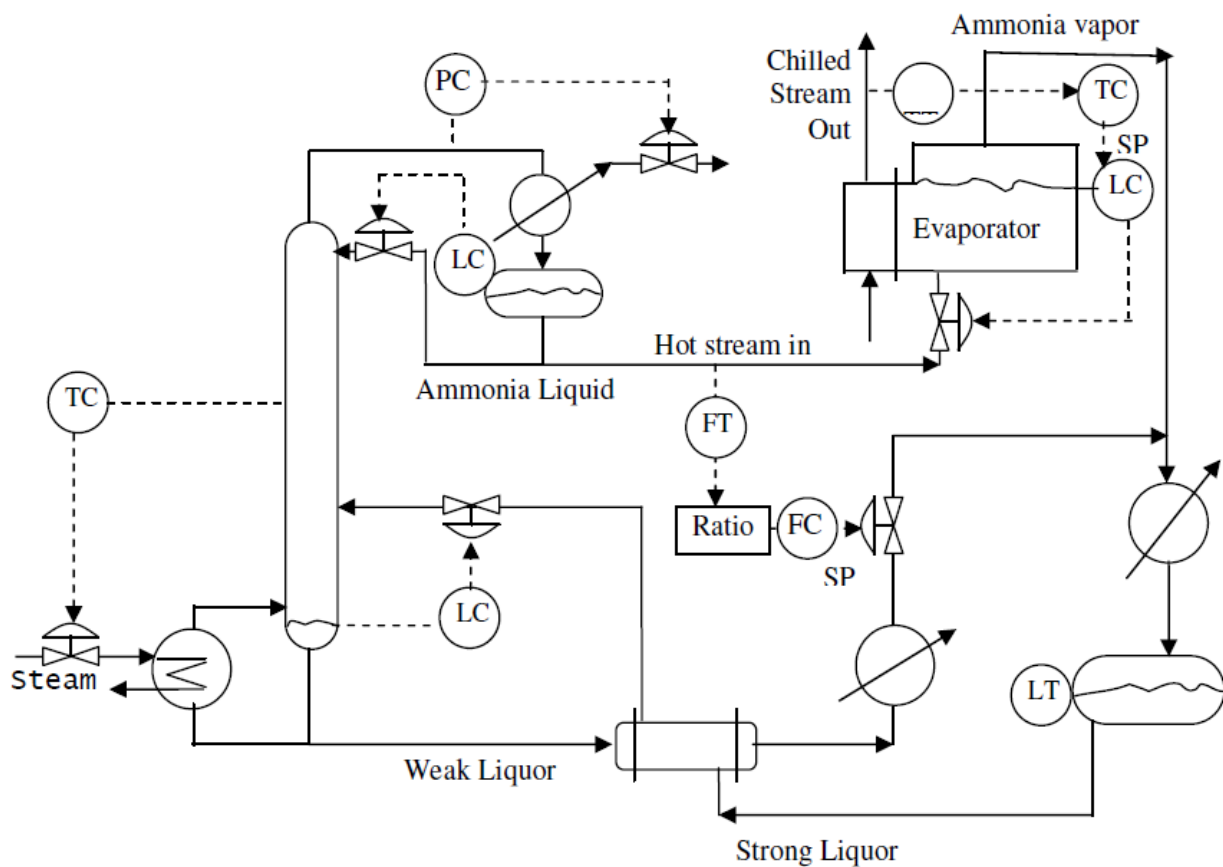 Ammonia vapor
PC
Chilled
Stream
Out
TC
SP
LC
LC
Evaporator
Hot stream in
Ammonia Liquid
TC
FT
Ratio
FC
SP
LC
Steam
LT
Weak Liquor
Strong Liquor